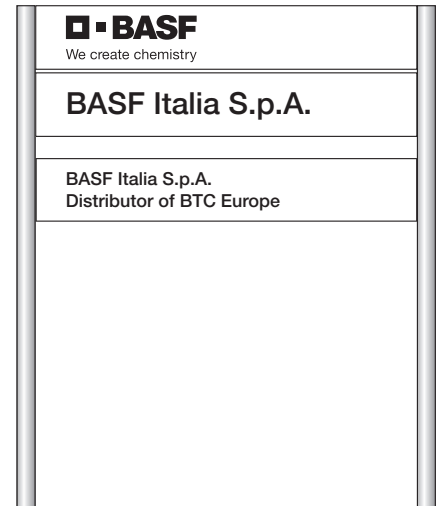 BASF
We create chemistry
BASF Italia S.p.A.
BASF Italia S.p.A.
Distributor of BTC Europe